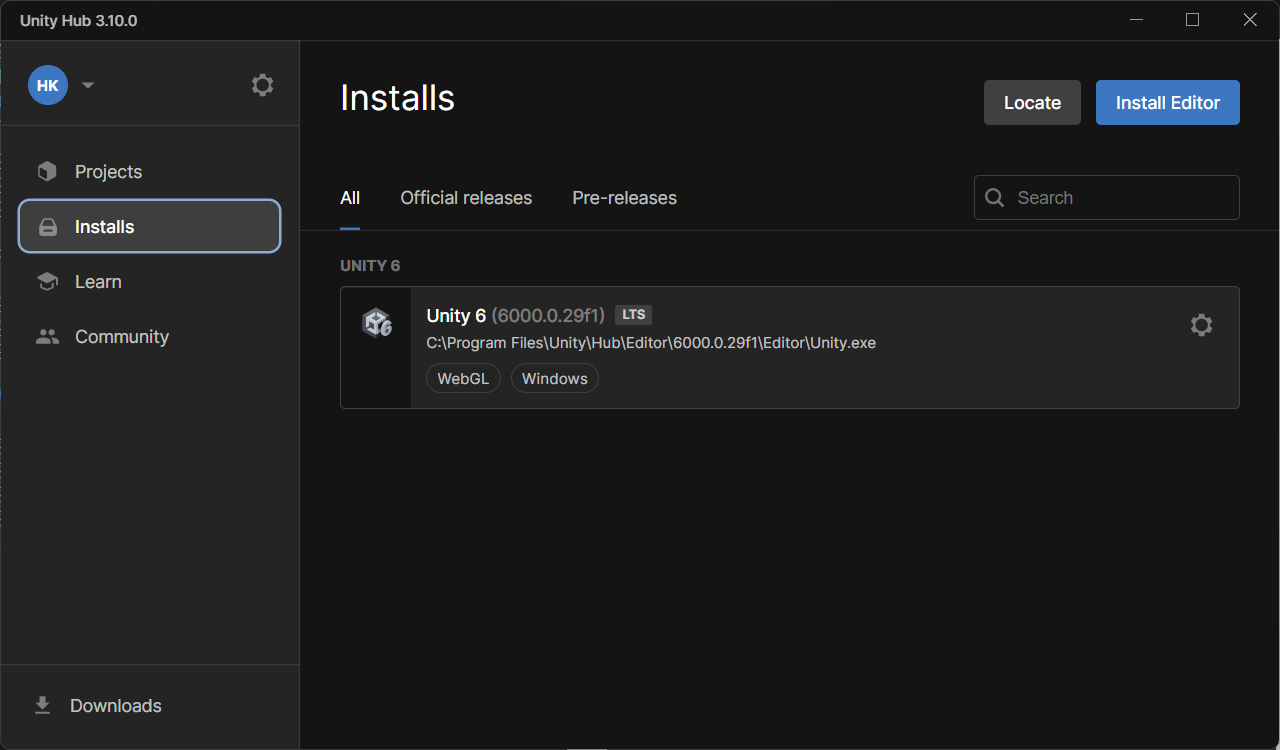 Unity Hub 3.10.0
HK
Projects
Installs
Learn
Community
Downloads
Installs
Locate
Install Editor
All
Official releases
Pre-releases
Search
UNITY 6
6
Unity 6 (6000.0.29f1) LTS
C:\Program Files\Unity\Hub\Editor\6000.0.29f1\Editor\Unity.exe
WebGL
Windows